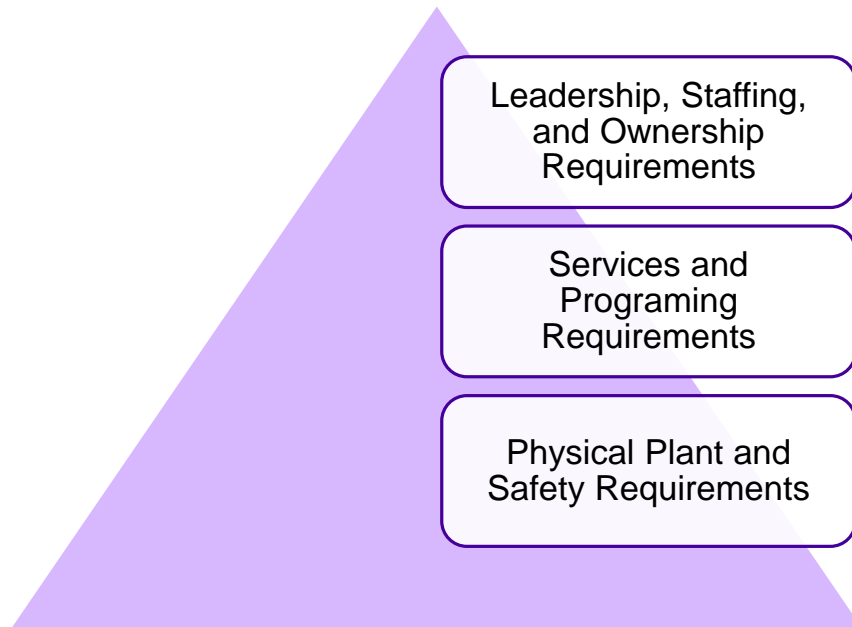 Leadership, Staffing,
and Ownership
Requirements
Services and
Programing
Requirements
Physical Plant and
Safety Requirements